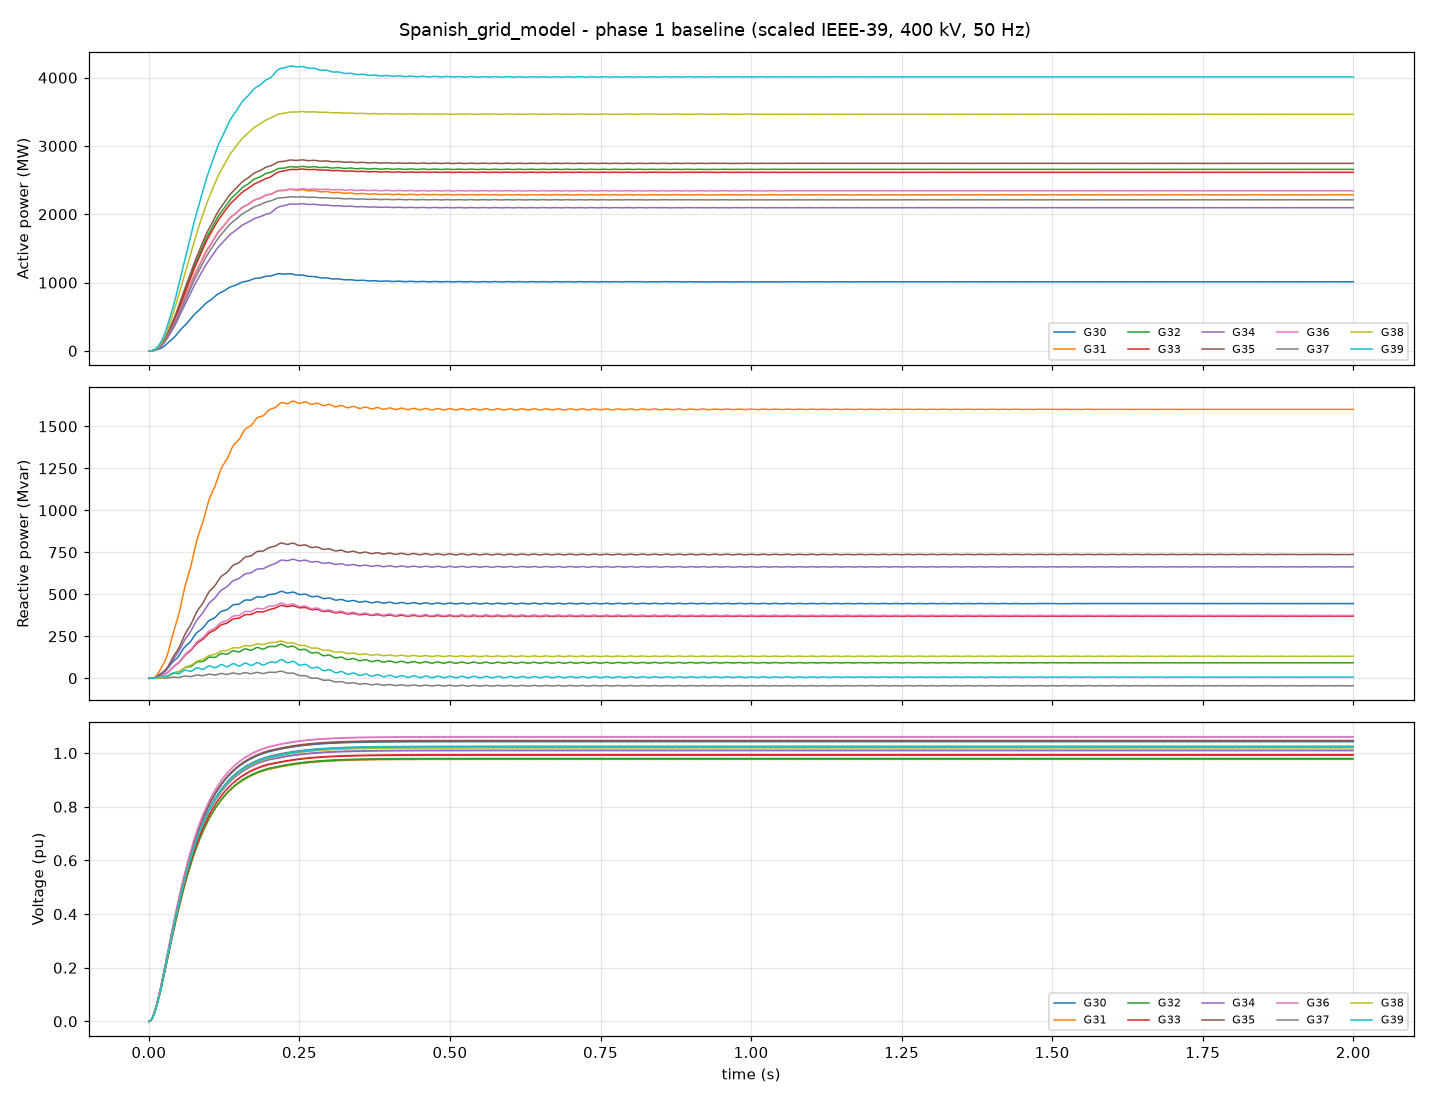 Spanish_grid_model - phase 1 baseline (scaled IEEE-39, 400 kV, 50 Hz)
Active power (MW)
4000
3000
2000
1000
0
G30 G32 G34 G36 G38
G31 G33 G35 G37 G39
Reactive power (Mvar)
1500
1250
1000
750
500
250
0
Voltage (pu)
1.0
0.8
0.6
0.4
0.2
0.0
G30 G32 G34 G36 G38
G31 G33 G35 G37 G39
0.00 0.25 0.50 0.75 1.00 1.25 1.50 1.75 2.00
time (s)